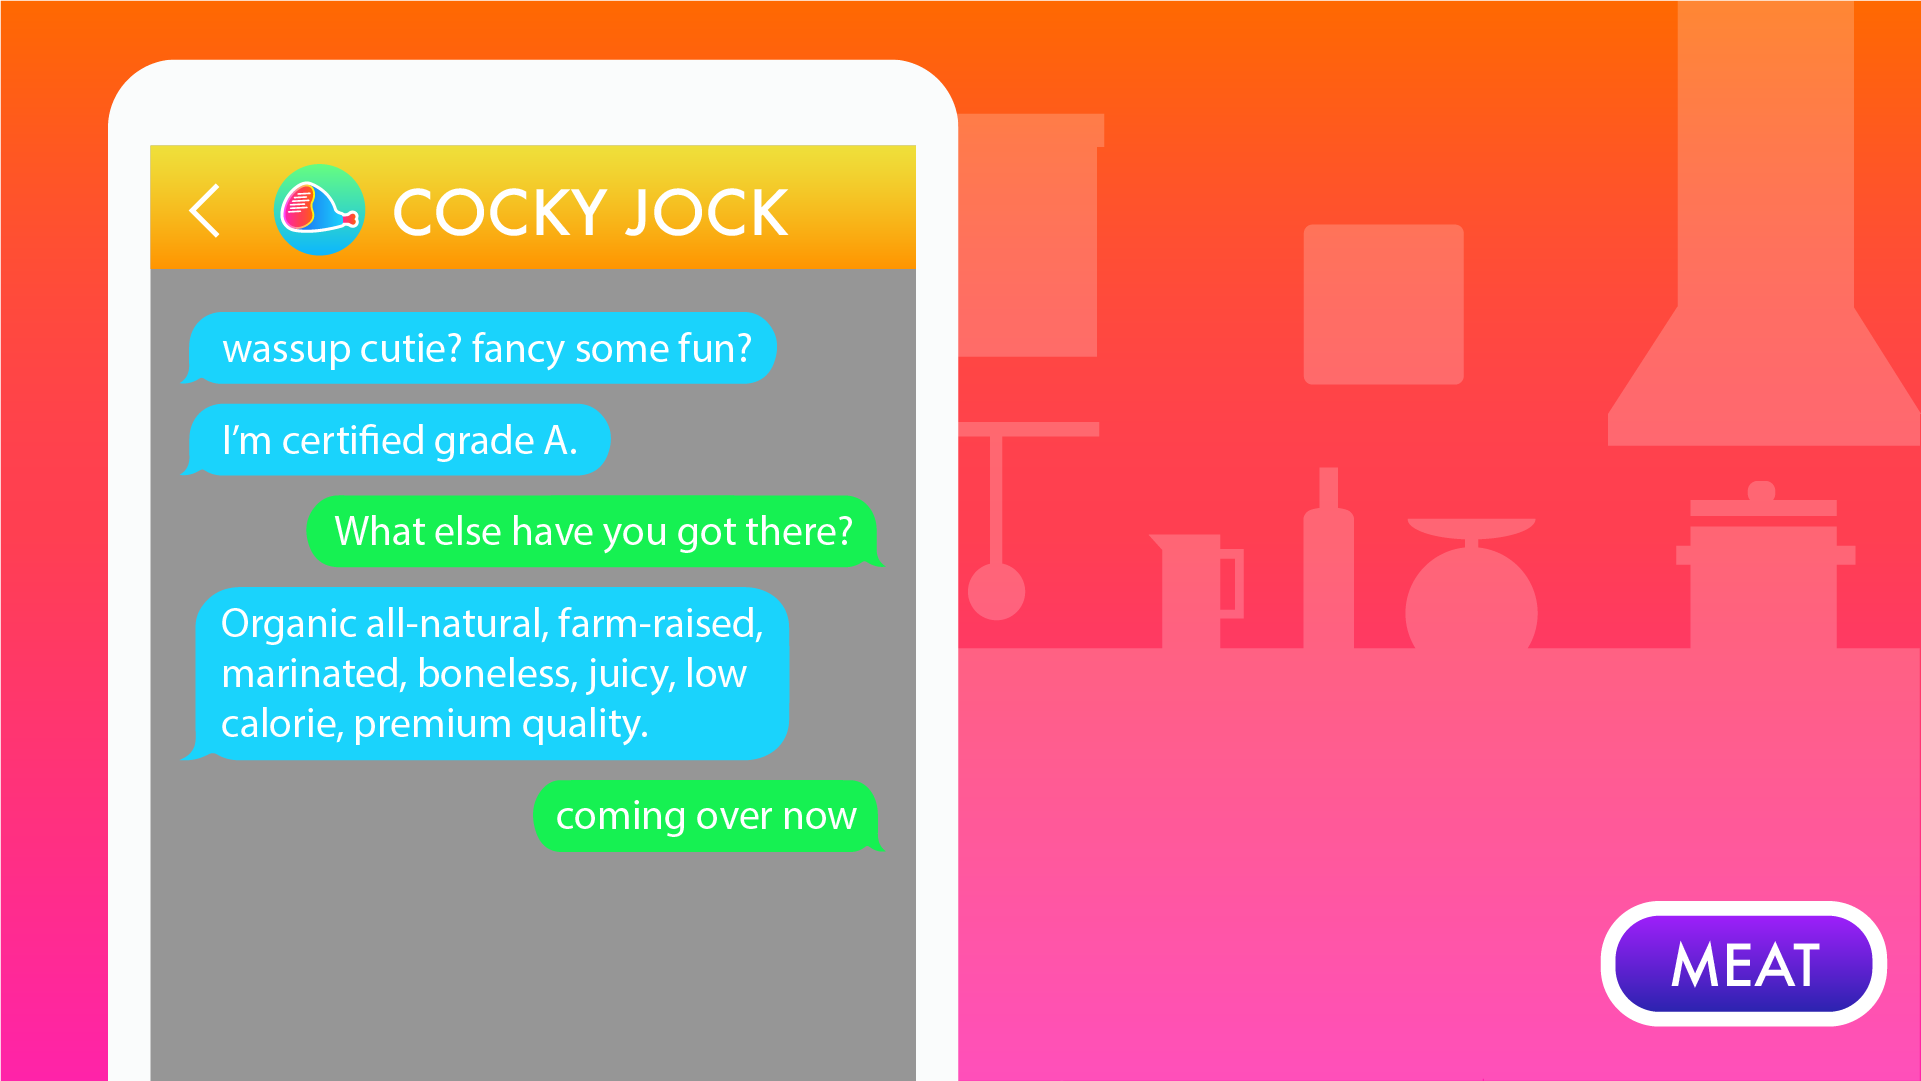 COCKY JOCK
wassup cutie? fancy some fun?
I’m certified grade A.
What else have you got there?
Organic all-natural, farm-raised,
marinated, boneless, juicy, low
calorie, premium quality.
coming over now
MEAT